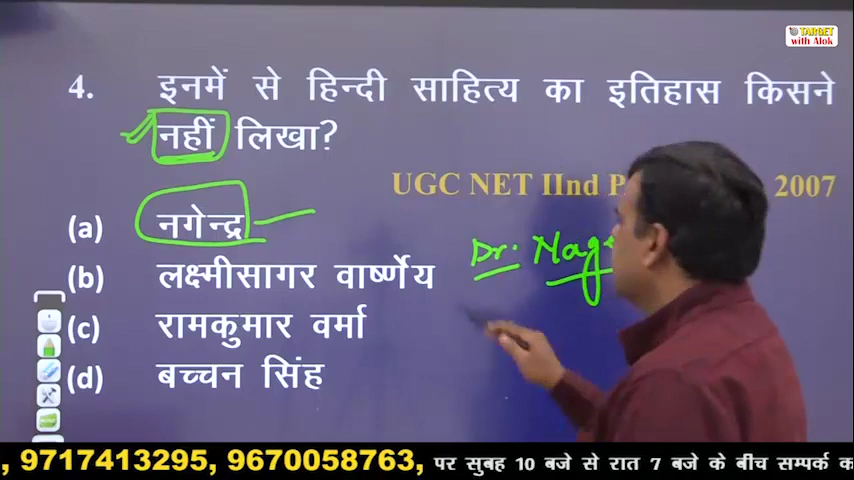 TARGET
with Alok
4. इनमें से हिन्दी साहित्य का इतिहास किसने
नहीं लिखा?
UGC NET IInd 2007
(a) नगेन्द्र
Dr.
(b) लक्ष्मीसागर वार्ष्णेय
(c) रामकुमार वर्मा
(d) बच्चन सिंह
, 9717413295, 9670058763, पर सुबह 10 बजे से रात 7 बजे के बीच सम्पर्क